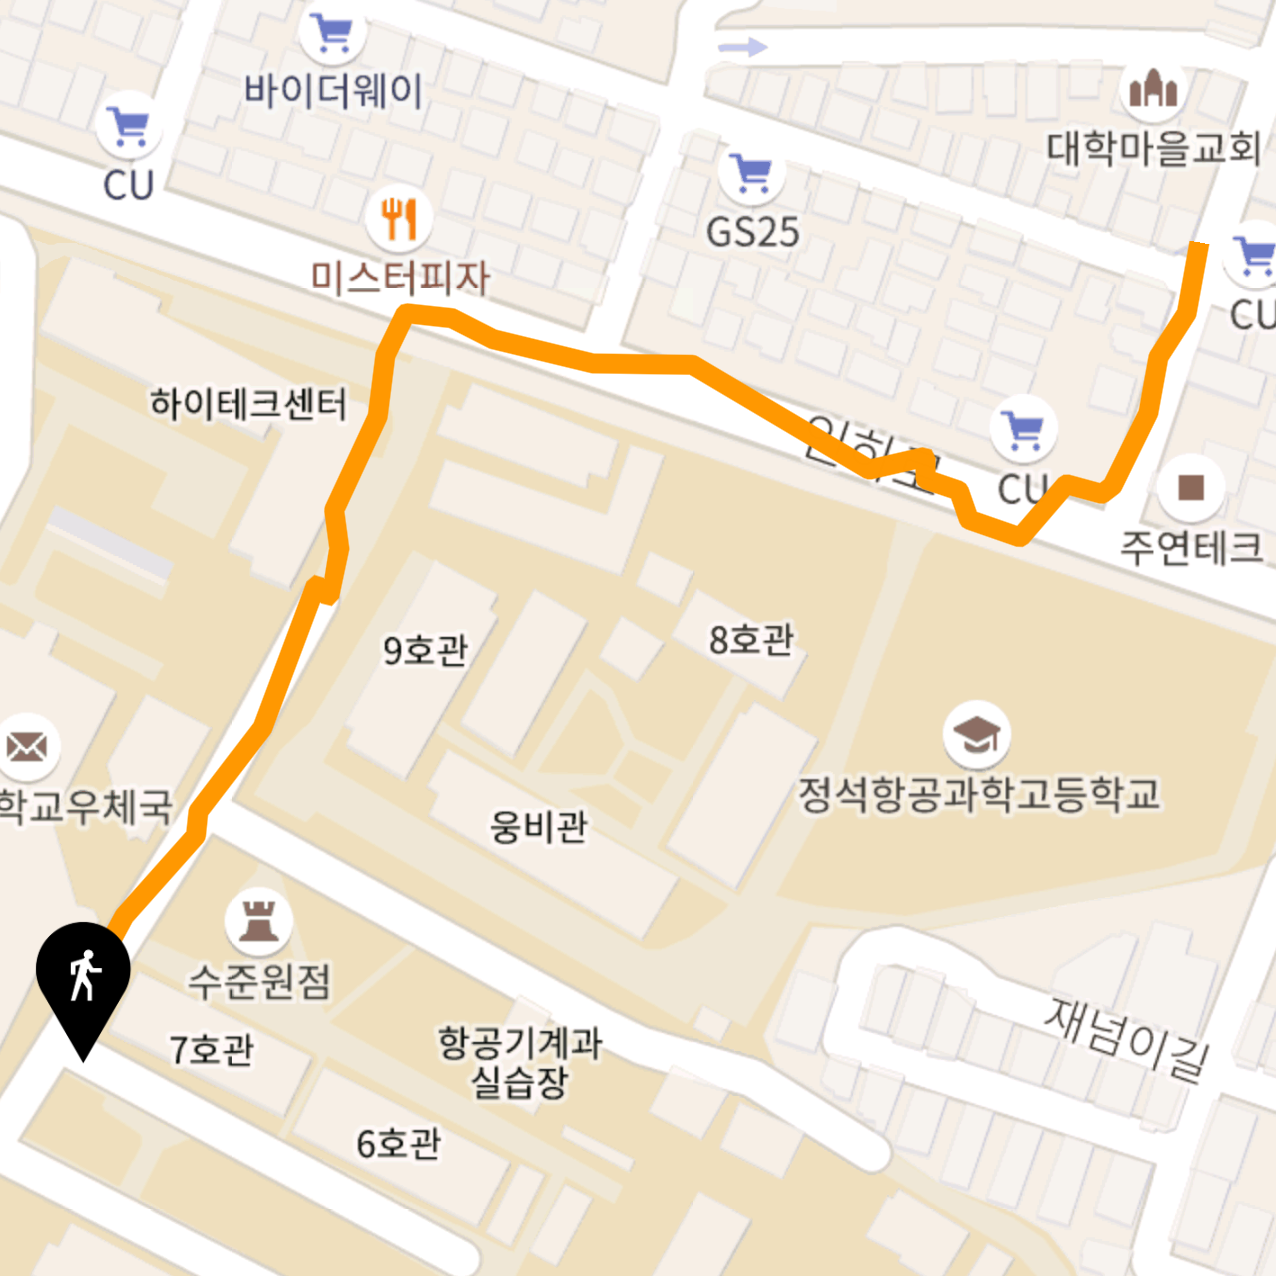 바이더웨이
대학마을교회
CU
GS25
미스터피자
CU
하이테크센터
인하로
CU
주연테크
8호관
9호관
정석항공과학고등학교
학교우체국
웅비관
수준원점
재넘이길
항공기계과
실습장
7호관
6호관